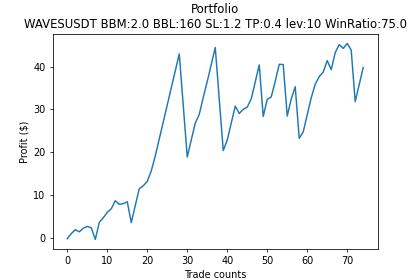 Portfolio
WAVESUSDT BBM:2.0 BBL:160 SL:1.2 TP:0.4 lev:10 WinRatio:75.0
Profit ($)
40
30
20
10
0
0 10 20 30 40 50 60 70
Trade counts